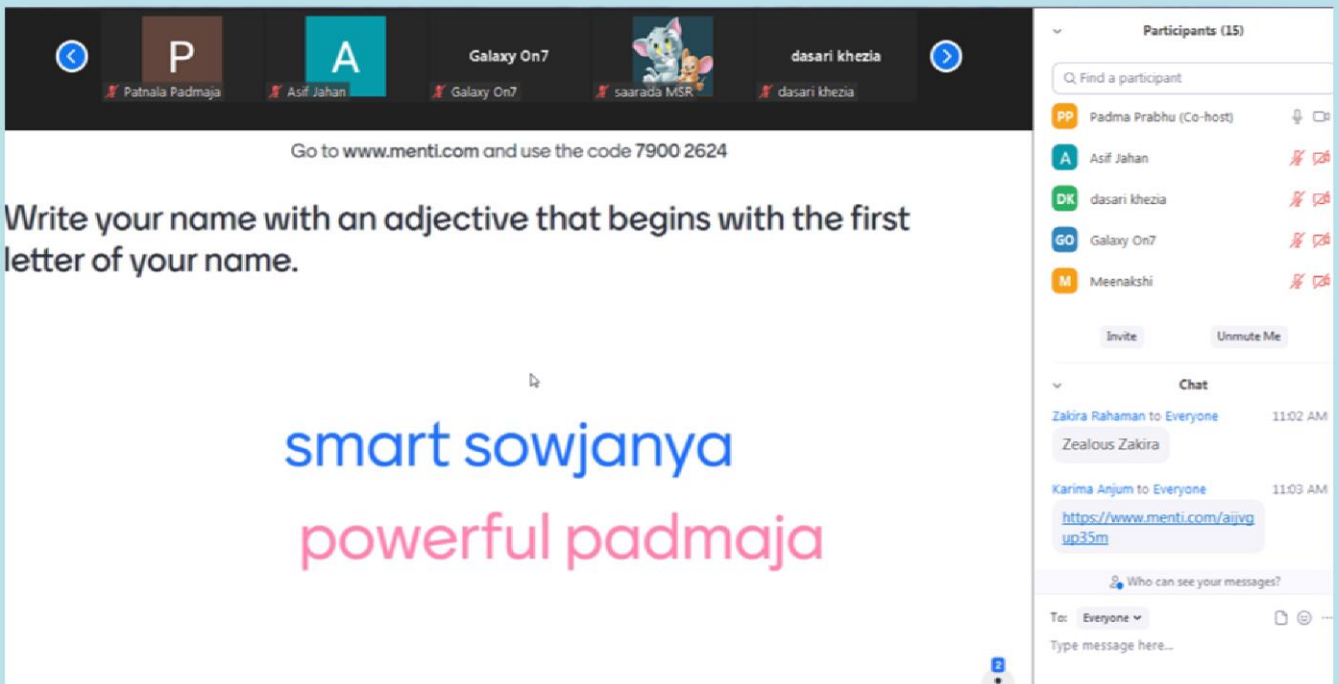 P
A
Galaxy On7
dasari khezia
Patnala Padmaja
Asif Jahan
Galaxy On7
saarada MSR
dasari khezia
Go to www.menti.com and use the code 7900 2624
Write your name with an adjective that begins with the first
letter of your name.
smart sowjanya
powerful padmaja
2
Participants (15)
Find a participant
PP Padma Prabhu (Co-host)
A Asif Jahan
DK dasari khezia
GO Galaxy On7
M Meenakshi
Invite Unmute Me
Chat
Zakira Rahaman to Everyone 11:02 AM
Zealous Zakira
Karima Anjum to Everyone 11:03 AM
https://www.menti.com/aijvg
up35m
Who can see your messages?
To: Everyone
Type message here...